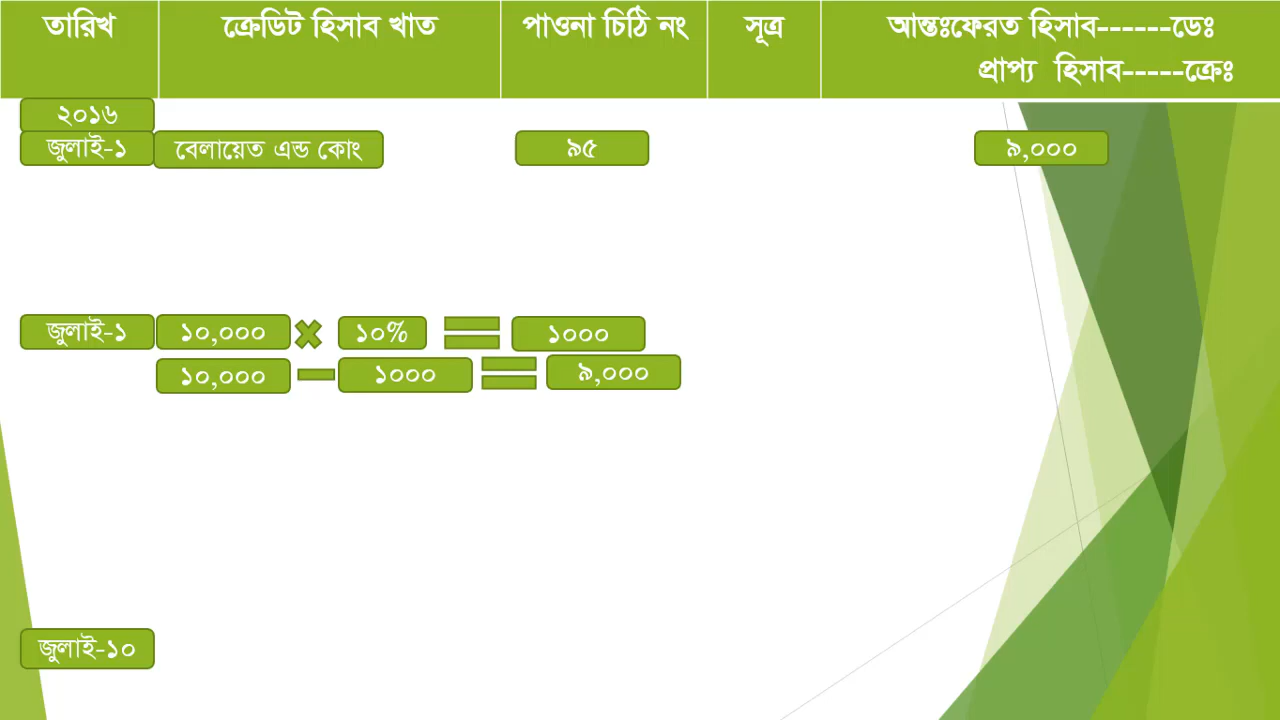 তারিখ ক্রেডিট হিসাব খাত পাওনা চিঠি নং সূত্র আন্তঃফেরত হিসাব------ডেঃ
প্রাপ্য হিসাব-----ক্রেঃ
২০১৬
জুলাই-১ বেলায়েত এন্ড কোং ৯৫ ৯,০০০
জুলাই-১ ১০,০০০ × ১০% = ১০০০
১০,০০০ - ১০০০ = ৯,০০০
জুলাই-১০